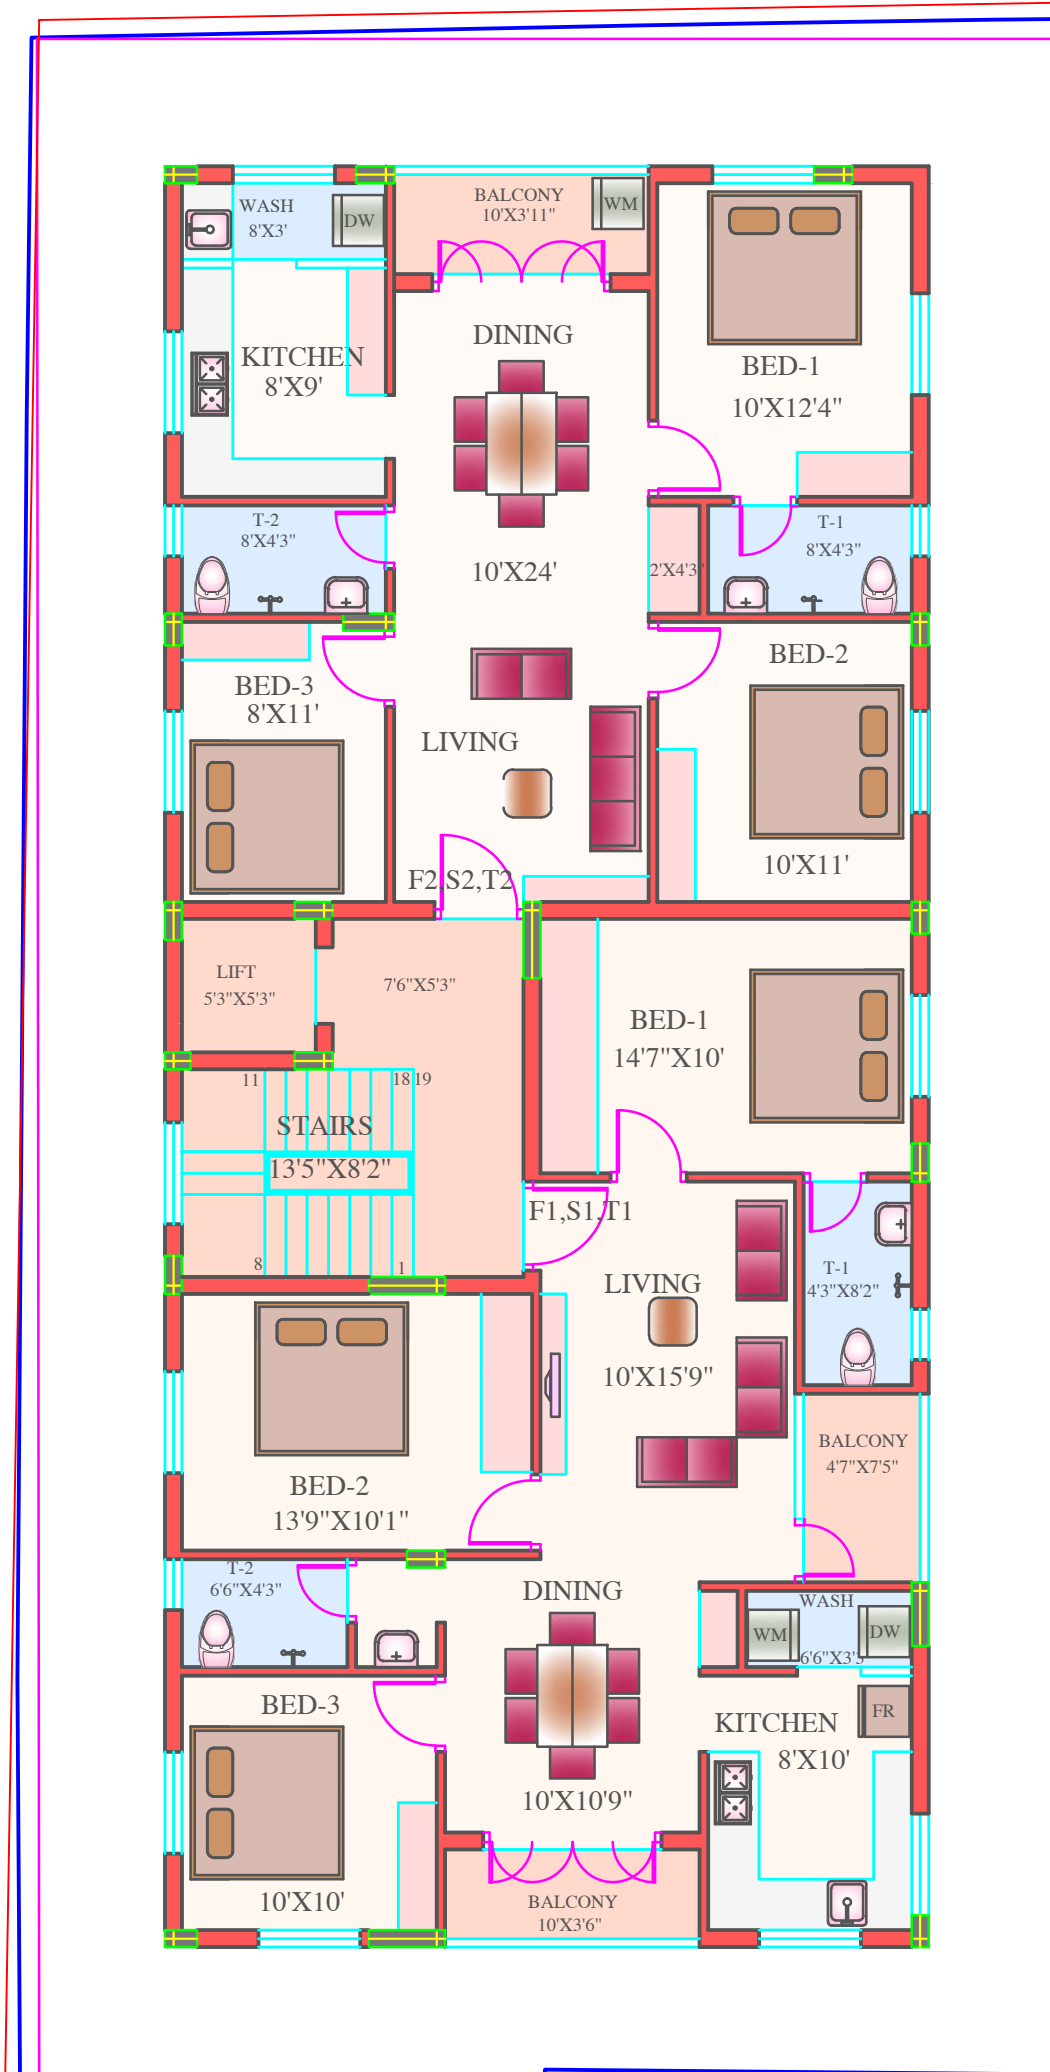 WASH
8'X3'
DW
BALCONY
10'X3'11"
WM
DINING
KITCHEN
8'X9'
BED-1
10'X12'4"
T-2
8'X4'3"
10'X24'
2'X4'3"
T-1
8'X4'3"
BED-3
8'X11'
BED-2
LIVING
10'X11'
F2,S2,T2
LIFT
5'3"X5'3"
7'6"X5'3"
BED-1
14'7"X10'
11
18
19
STAIRS
13'5"X8'2"
8
1
F1,S1,T1
LIVING
10'X15'9"
T-1
4'3"X8'2"
BALCONY
4'7"X7'5"
BED-2
13'9"X10'1"
T-2
6'6"X4'3"
DINING
WASH
WM
DW
6'6"X3'5
BED-3
KITCHEN
8'X10'
FR
10'X10'9"
10'X10'
BALCONY
10'X3'6"